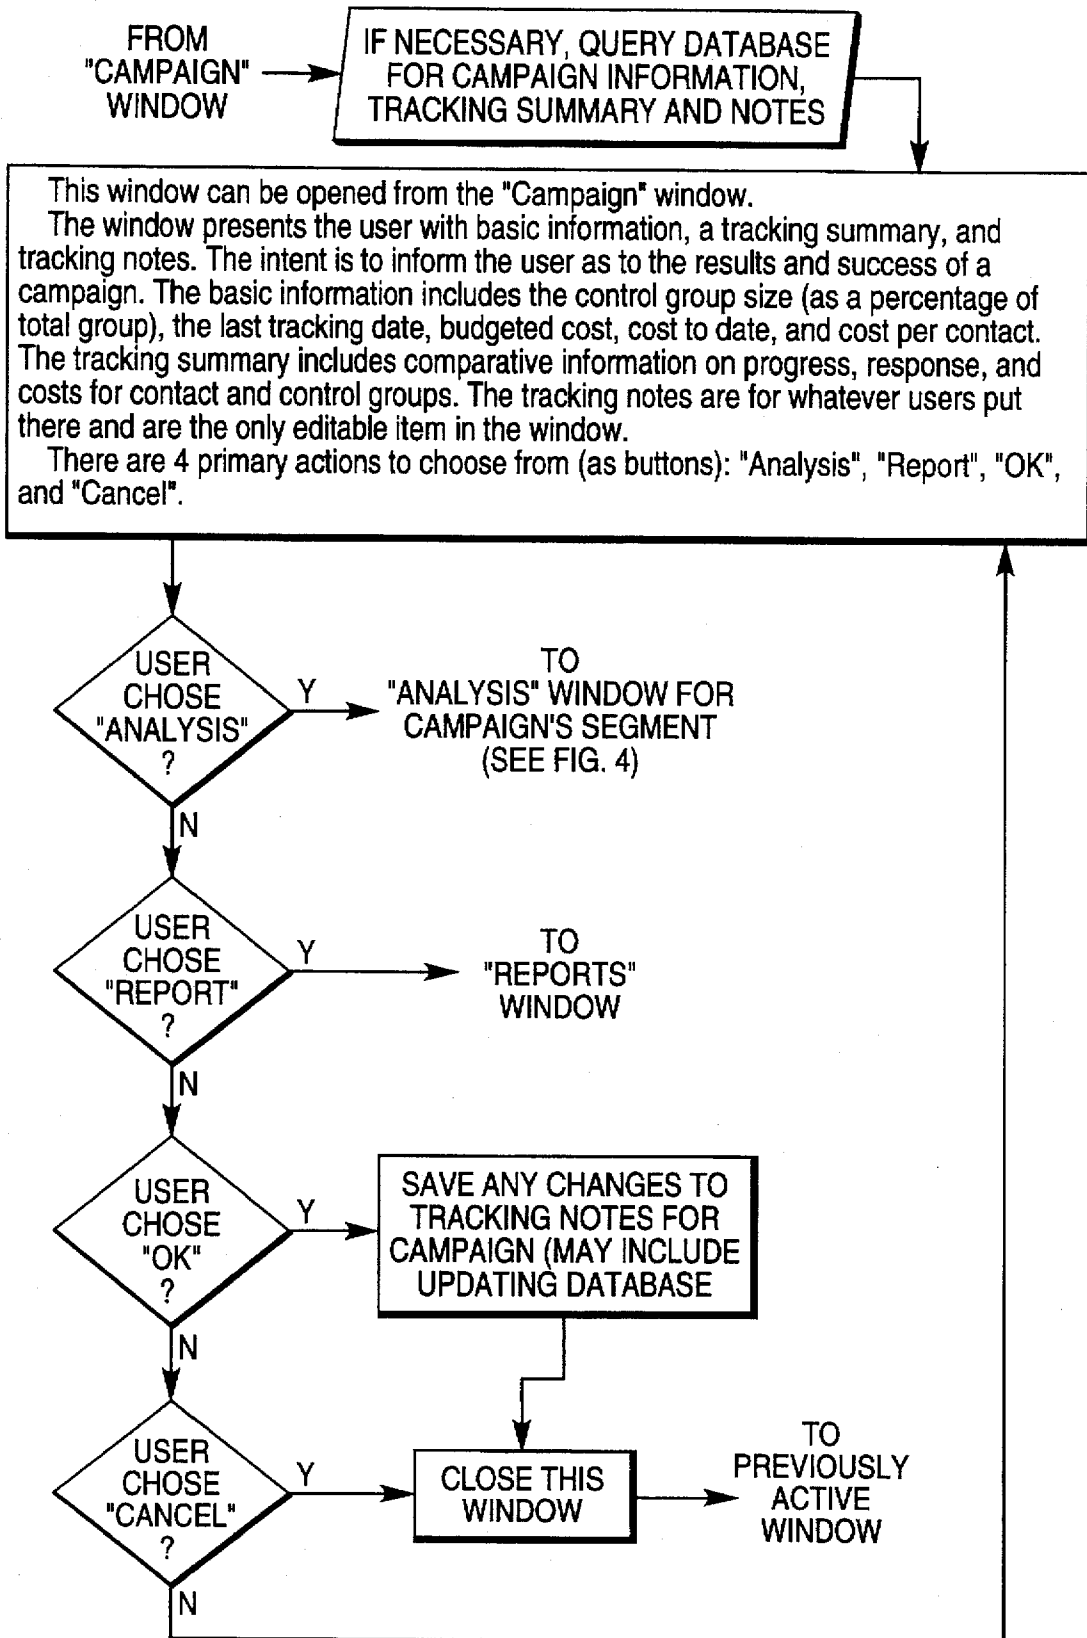 FROM
"CAMPAIGN"
WINDOW
IF NECESSARY, QUERY DATABASE
FOR CAMPAIGN INFORMATION,
TRACKING SUMMARY AND NOTES
This window can be opened from the "Campaign" window.
The window presents the user with basic information, a tracking summary, and
tracking notes. The intent is to inform the user as to the results and success of a
campaign. The basic information includes the control group size (as a percentage of
total group), the last tracking date, budgeted cost, cost to date, and cost per contact.
The tracking summary includes comparative information on progress, response, and
costs for contact and control groups. The tracking notes are for whatever users put
there and are the only editable item in the window.
There are 4 primary actions to choose from (as buttons): "Analysis", "Report", "OK",
and "Cancel".
USER
CHOSE
"ANALYSIS"
?
Y
TO
"ANALYSIS" WINDOW FOR
CAMPAIGN'S SEGMENT
(SEE FIG. 4)
N
USER
CHOSE
"REPORT"
?
Y
TO
"REPORTS"
WINDOW
N
USER
CHOSE
"OK"
?
Y
SAVE ANY CHANGES TO
TRACKING NOTES FOR
CAMPAIGN (MAY INCLUDE
UPDATING DATABASE
N
USER
CHOSE
"CANCEL"
?
Y
CLOSE THIS
WINDOW
TO
PREVIOUSLY
ACTIVE
WINDOW
N